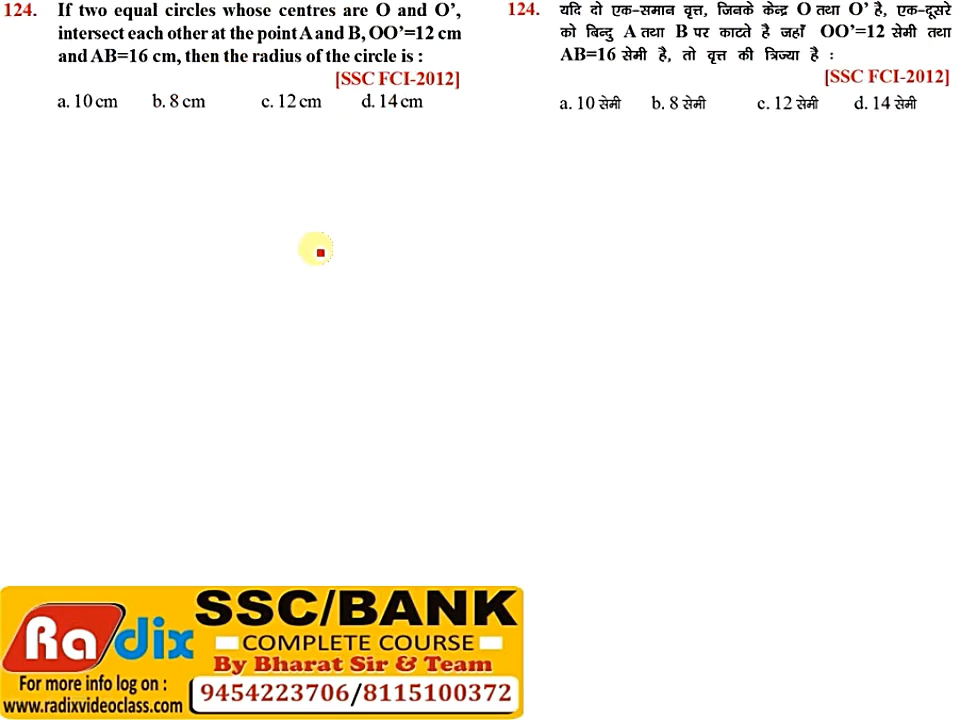 124. If two equal circles whose centres are O and O’,
intersect each other at the point A and B, OO’=12 cm
and AB=16 cm, then the radius of the circle is :
[SSC FCI-2012]
a. 10 cm b. 8 cm c. 12 cm d. 14 cm
124. यदि दो एक-समान वृत्त, जिनके केन्द्र O तथा O’ है, एक-दूसरे
को बिन्दु A तथा B पर काटते है जहाँ OO’=12 सेमी तथा
AB=16 सेमी है, तो वृत्त की त्रिज्या है :
[SSC FCI-2012]
a. 10 सेमी b. 8 सेमी c. 12 सेमी d. 14 सेमी
Radix
For more info log on :
www.radixvideoclass.com
SSC/BANK
COMPLETE COURSE
By Bharat Sir & Team
9454223706/8115100372